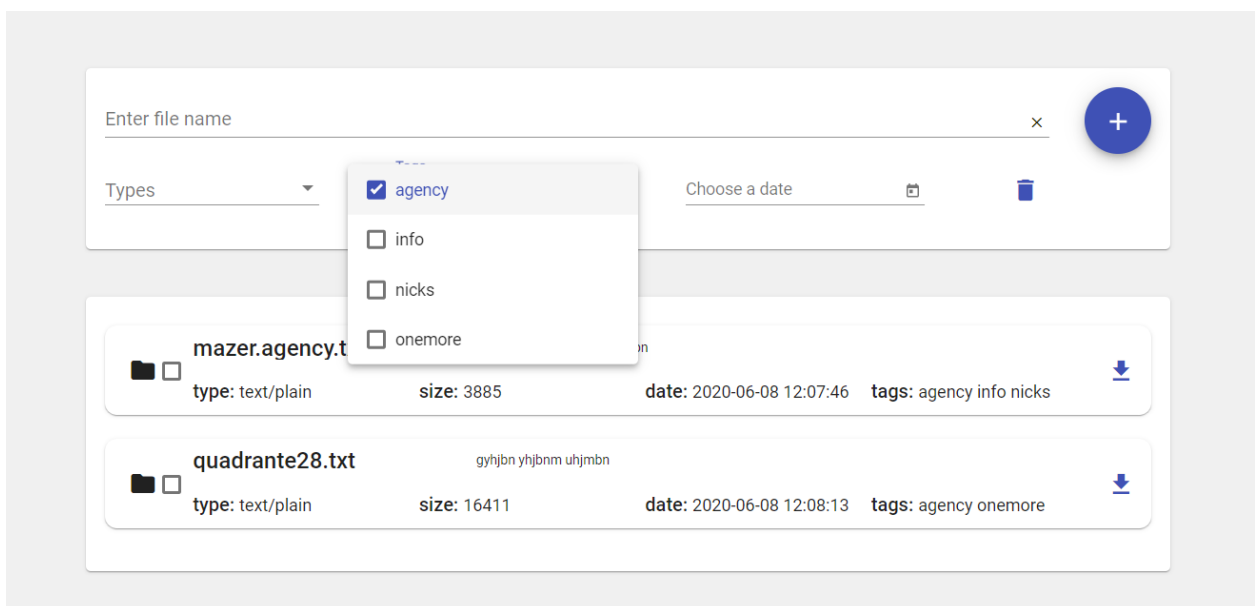 Enter file name
Types
Tags
Choose a date
agency
info
nicks
onemore
mazer.agency.t
type: text/plain size: 3885 date: 2020-06-08 12:07:46 tags: agency info nicks
quadrante28.txt gyhjbn yhjbnm uhjmbn
type: text/plain size: 16411 date: 2020-06-08 12:08:13 tags: agency onemore